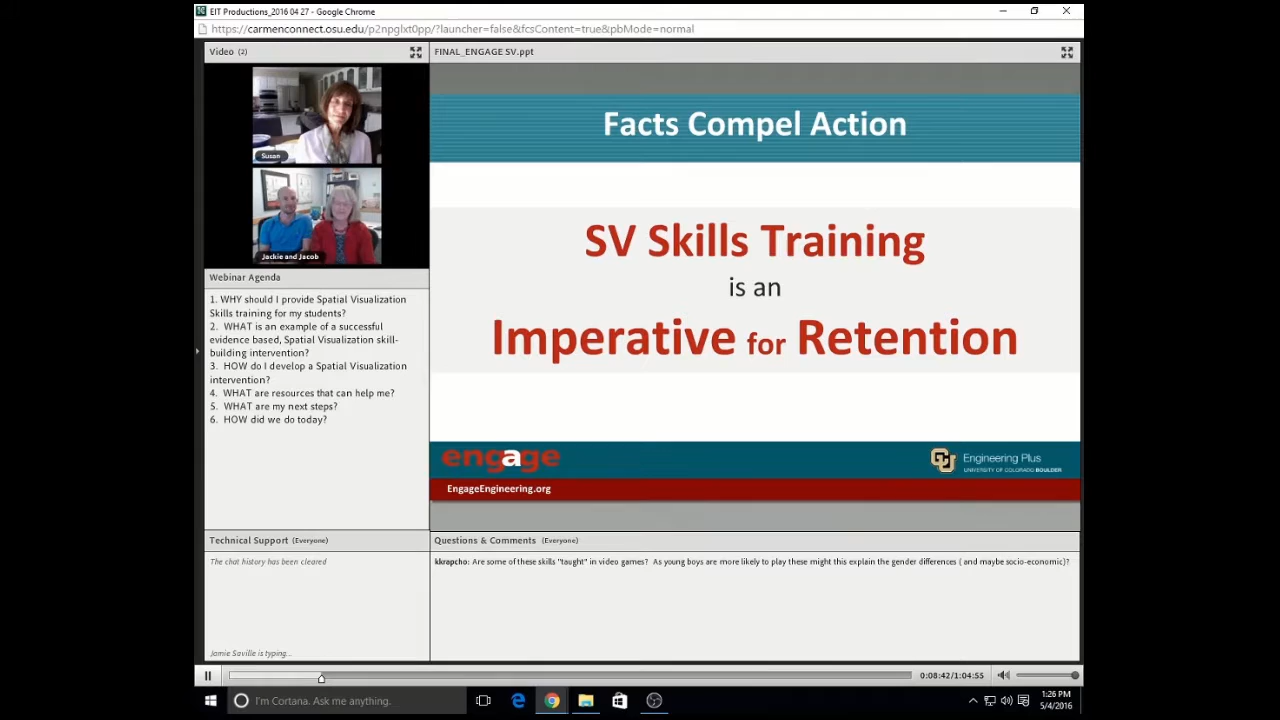 EIT Productions_2016 04 27 - Google Chrome
https://carmenconnect.osu.edu/p2npglxt0pp/?launcher=false&fcsContent=true&pbMode=normal
Video (2)
Susan
Jackie and Jacob
Webinar Agenda
1. WHY should I provide Spatial Visualization
Skills training for my students?
2. WHAT is an example of a successful
evidence based, Spatial Visualization skill-
building intervention?
3. HOW do I develop a Spatial Visualization
intervention?
4. WHAT are resources that can help me?
5. WHAT are my next steps?
6. HOW did we do today?
FINAL_ENGAGE SV.ppt
Facts Compel Action
SV Skills Training
is an
Imperative for Retention
engage
CU Engineering Plus
UNIVERSITY OF COLORADO BOULDER
EngageEngineering.org
Technical Support (Everyone)
The chat history has been cleared
Jamie Saville is typing...
Questions & Comments (Everyone)
kkrapcho: Are some of these skills "taught" in video games? As young boys are more likely to play these might this explain the gender differences ( and maybe socio-economic)?
0:08:42/1:04:55
I'm Cortana. Ask me anything.
1:26 PM
5/4/2016